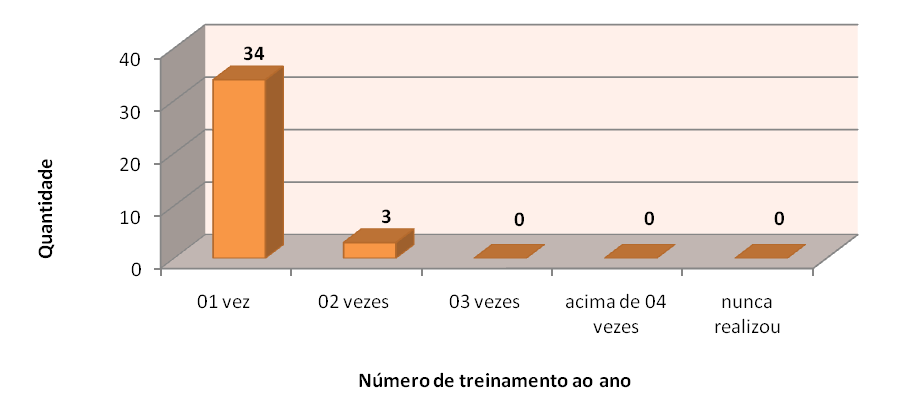 Quantidade
40
30
20
10
0
34
3
0
0
0
01 vez
02 vezes
03 vezes
acima de 04
vezes
nunca
realizou
Número de treinamento ao ano